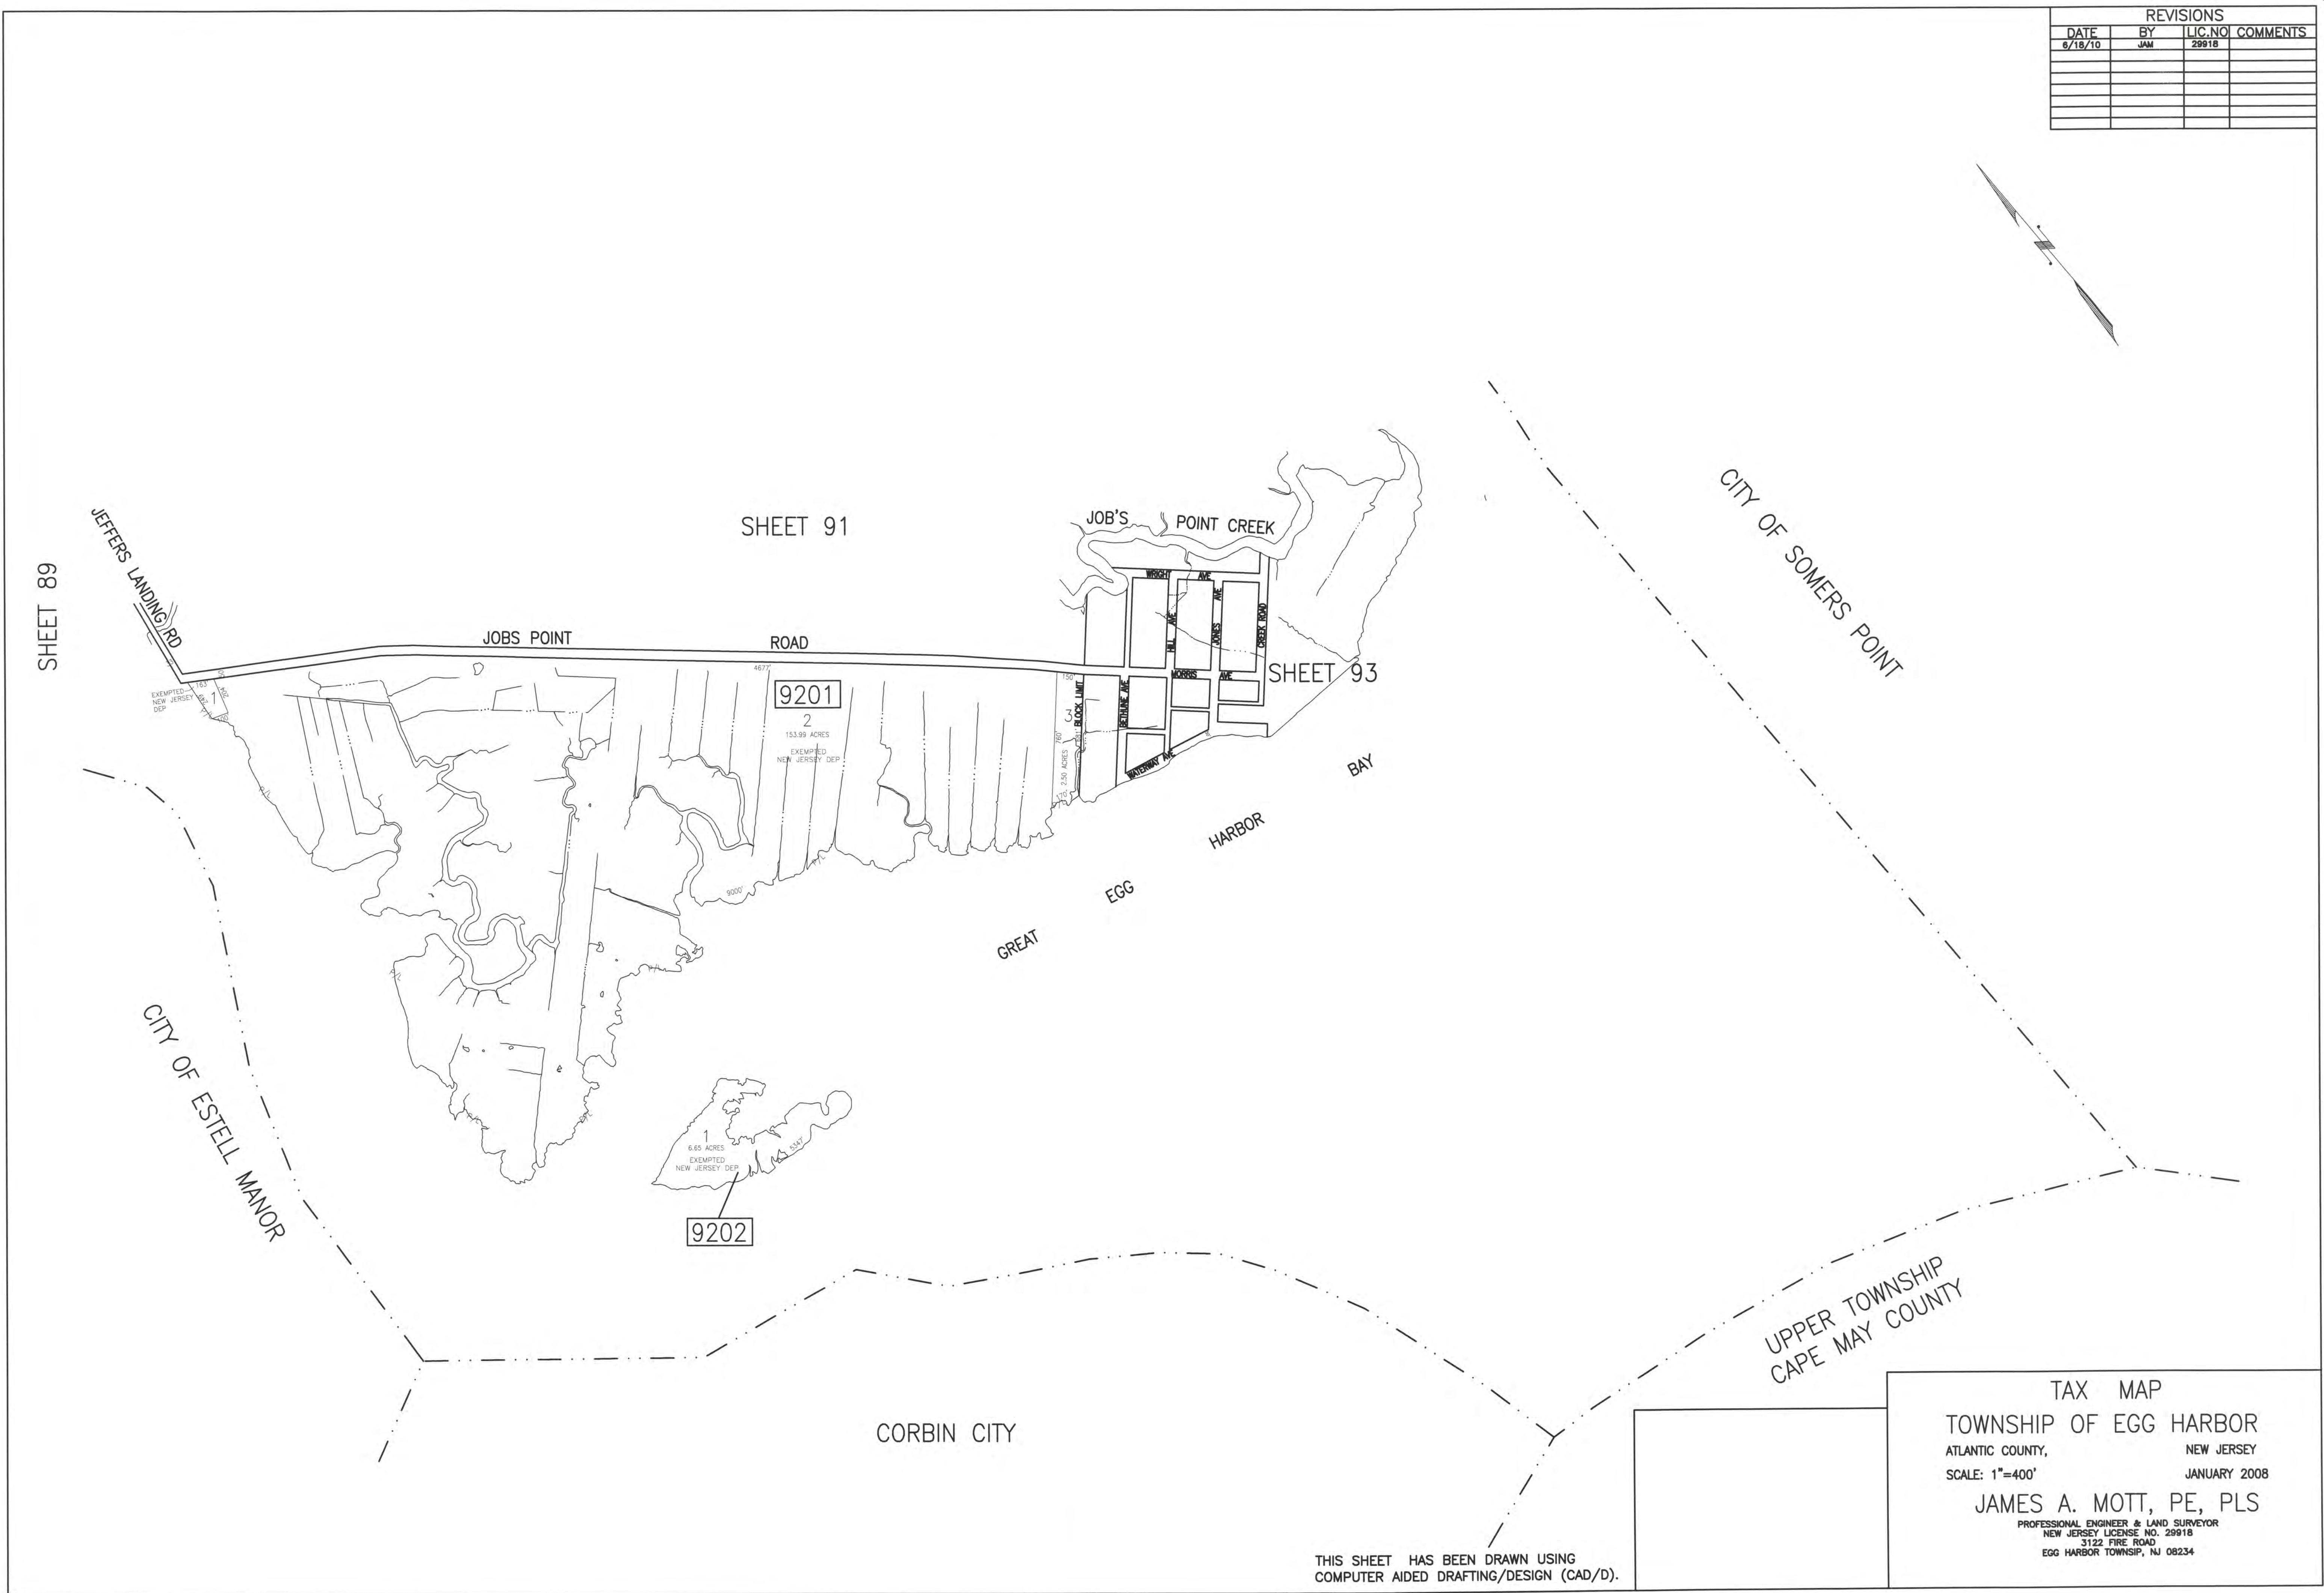 REVISIONS
DATE BY LIC.NO COMMENTS
6/18/10 JAM 29918
CITY OF SOMERS POINT
SHEET 89
JEFFERS LANDING RD
SHEET 91
JOB'S POINT CREEK
WRIGHT AVE
HILL AVE
JONES AVE
CREEK ROAD
JOBS POINT ROAD
4677'
SHEET 93
MORRIS AVE
BETHUNE AVE
BLOCK LIMIT
WATERWAY AVE
EXEMPTED
NEW JERSEY
DEP
163'
1
9201
2
153.99 ACRES
EXEMPTED
NEW JERSEY DEP
150'
3
760'
2.50 ACRES
170'
P/L
P/L
9000'
P/L
P/L
P/L
P/L
GREAT EGG HARBOR BAY
CITY OF ESTELL MANOR
1
6.65 ACRES
EXEMPTED
NEW JERSEY DEP
5347'
9202
CORBIN CITY
UPPER TOWNSHIP
CAPE MAY COUNTY
TAX MAP
TOWNSHIP OF EGG HARBOR
ATLANTIC COUNTY, NEW JERSEY
SCALE: 1"=400' JANUARY 2008
JAMES A. MOTT, PE, PLS
PROFESSIONAL ENGINEER & LAND SURVEYOR
NEW JERSEY LICENSE NO. 29918
3122 FIRE ROAD
EGG HARBOR TOWNSIP, NJ 08234
THIS SHEET HAS BEEN DRAWN USING
COMPUTER AIDED DRAFTING/DESIGN (CAD/D).